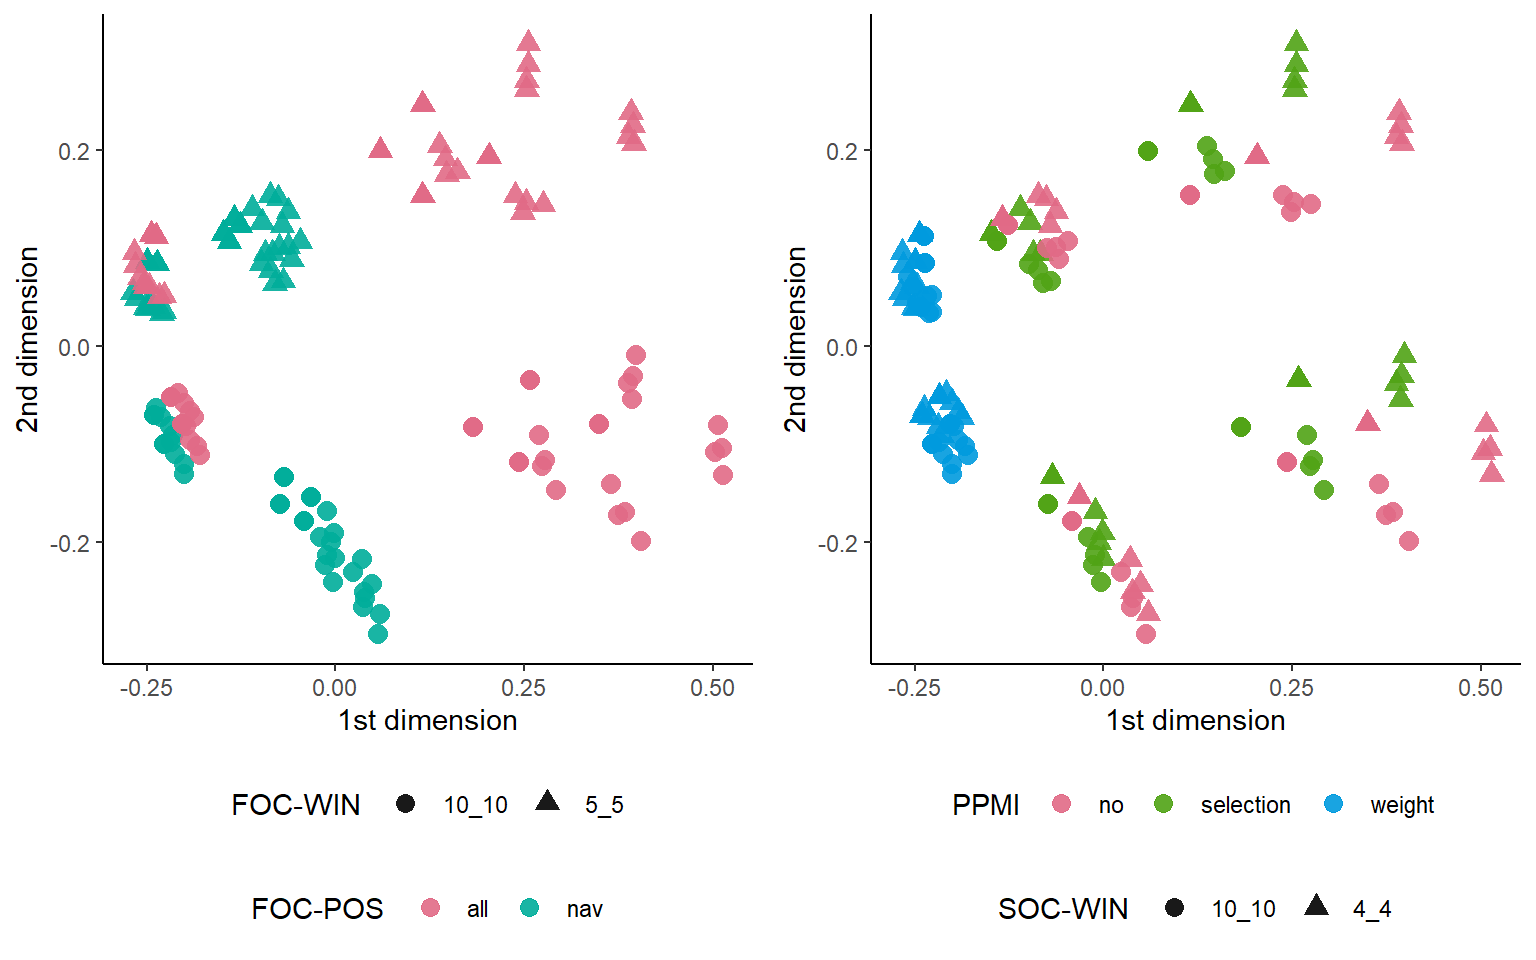 2nd dimension
0.2
0.0
-0.2
-0.25 0.00 0.25 0.50
1st dimension
FOC-WIN 10_10 5_5
FOC-POS all nav
2nd dimension
0.2
0.0
-0.2
-0.25 0.00 0.25 0.50
1st dimension
PPMI no selection weight
SOC-WIN 10_10 4_4